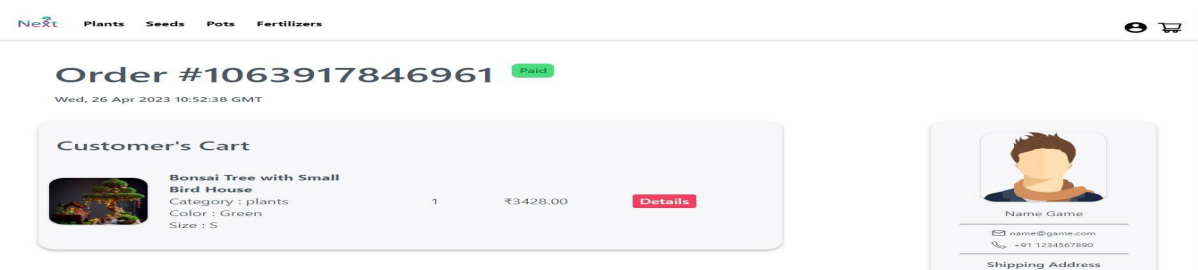 Next Plants Seeds Pots Fertilizers
Order #1063917846961 Paid
Wed, 26 Apr 2023 10:52:38 GMT
Customer's Cart
Bonsai Tree with Small
Bird House
Category : plants
Color : Green
Size : S
1
₹3428.00
Details
Name Game
name@game.com
+91 1234567890
Shipping Address